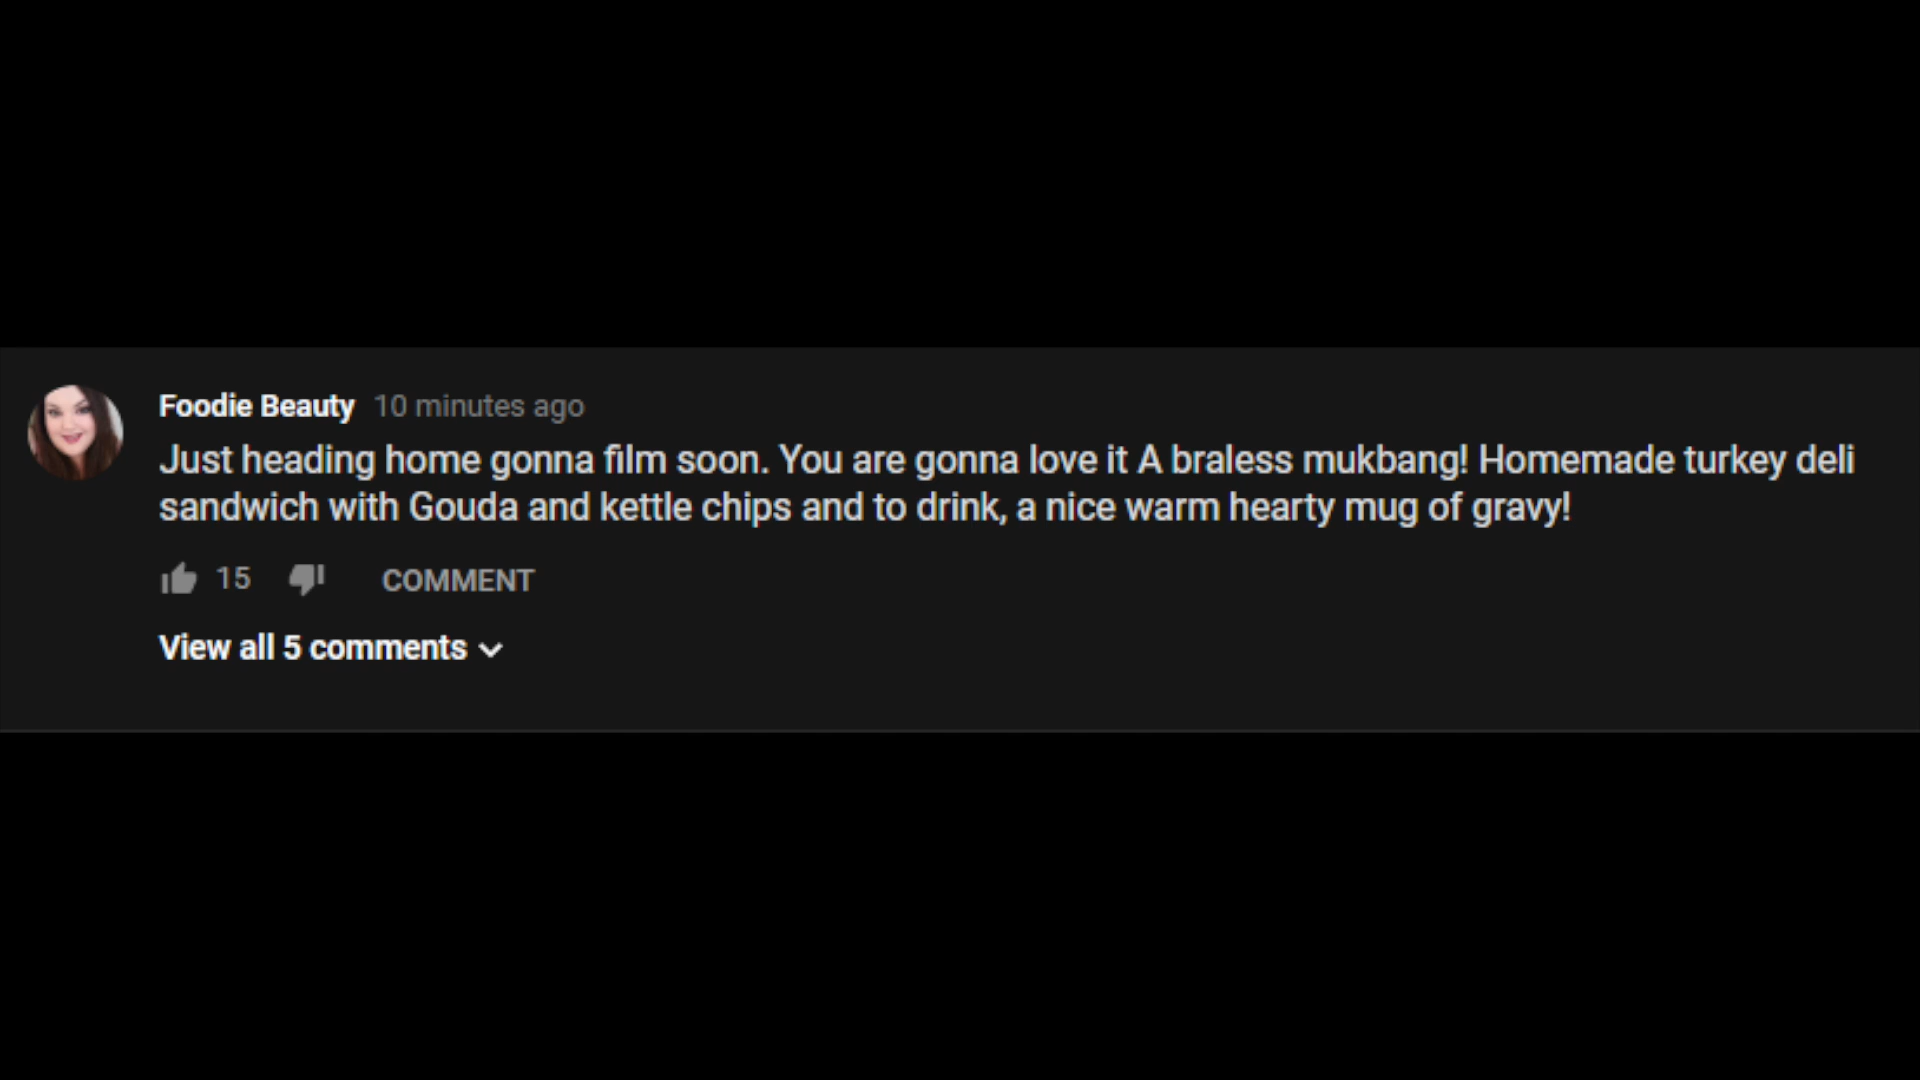 Foodie Beauty 10 minutes ago
Just heading home gonna film soon. You are gonna love it A braless mukbang! Homemade turkey deli
sandwich with Gouda and kettle chips and to drink, a nice warm hearty mug of gravy!
15 COMMENT
View all 5 comments